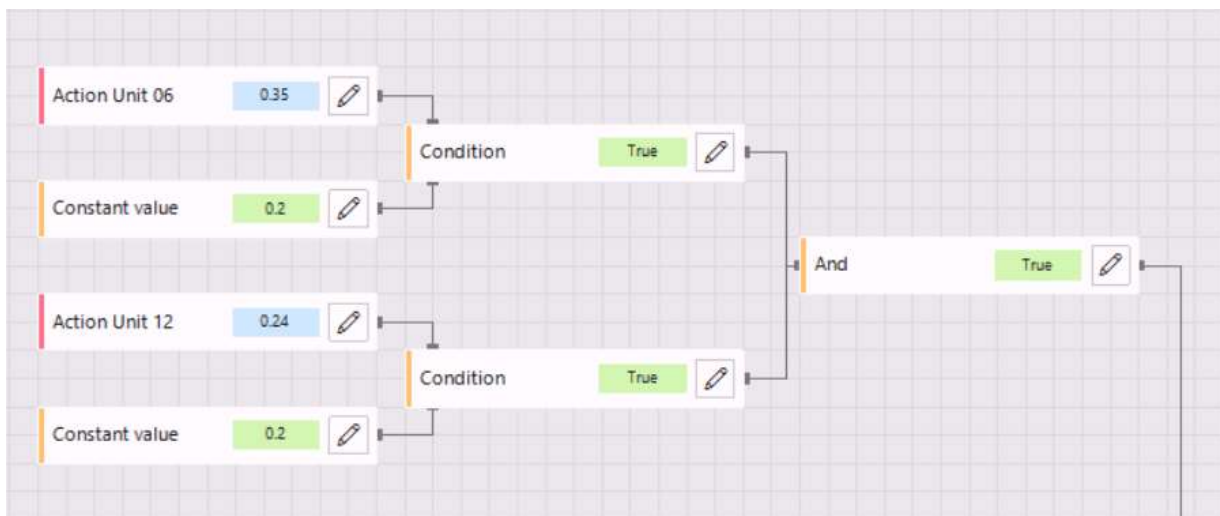 Action Unit 06 0.35
Condition True
Constant value 0.2
And True
Action Unit 12 0.24
Condition True
Constant value 0.2